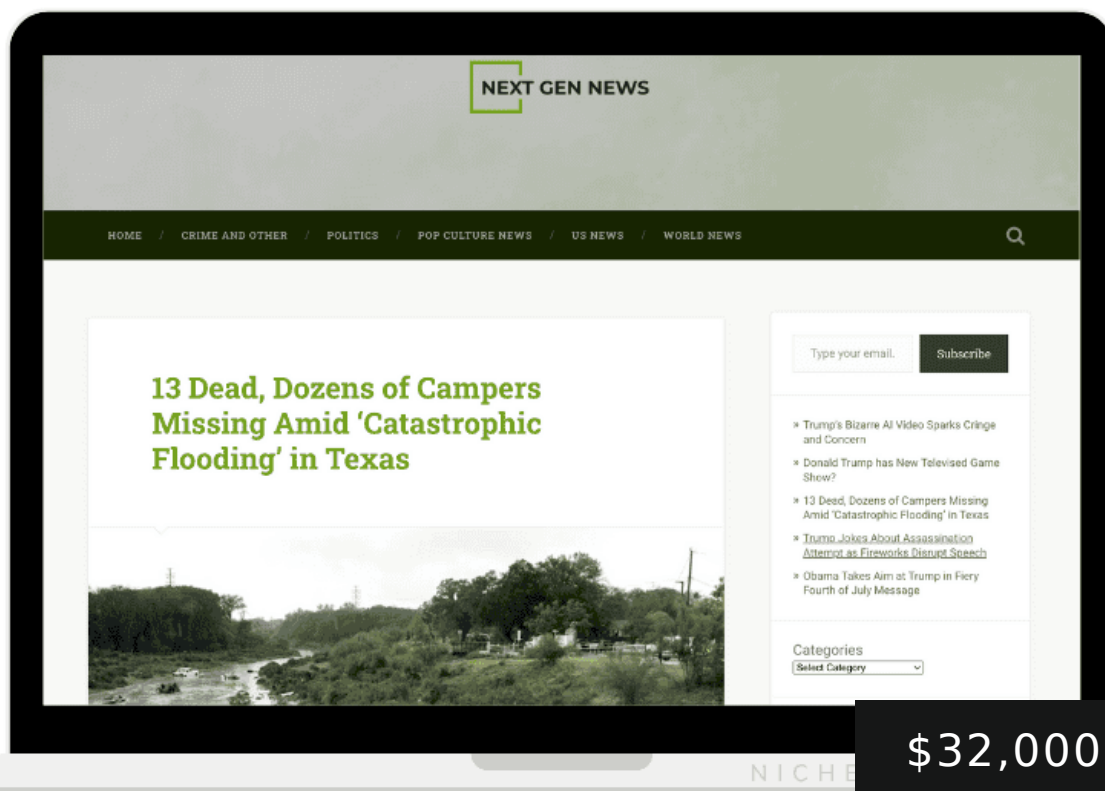 NEXT GEN NEWS
HOME / CRIME AND OTHER / POLITICS / POP CULTURE NEWS / US NEWS / WORLD NEWS
13 Dead, Dozens of Campers
Missing Amid ‘Catastrophic
Flooding’ in Texas
Type your email.
Subscribe
» Trump's Bizarre AI Video Sparks Cringe
and Concern
» Donald Trump has New Televised Game
Show?
» 13 Dead, Dozens of Campers Missing
Amid ‘Catastrophic Flooding’ in Texas
» Trump Jokes About Assassination
Attempt as Fireworks Disrupt Speech
» Obama Takes Aim at Trump in Fiery
Fourth of July Message
Categories
Select Category
$32,000
NICHE